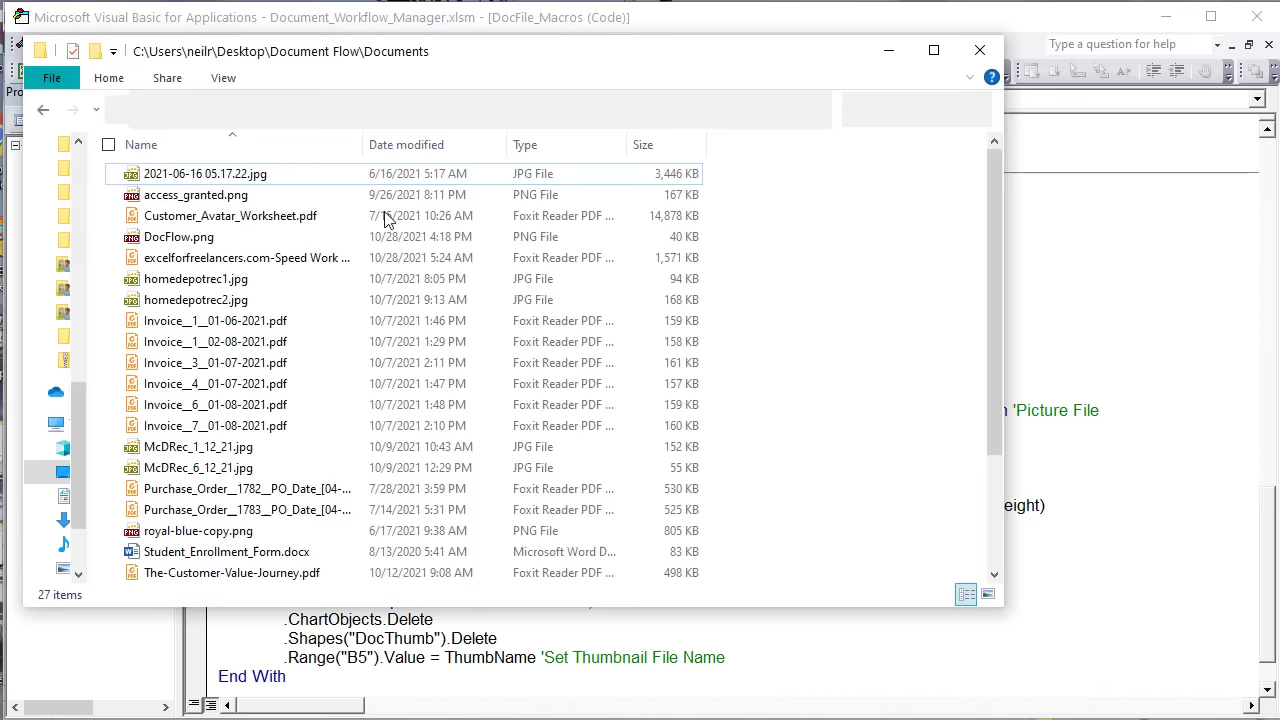 Microsoft Visual Basic for Applications - Document_Workflow_Manager.xlsm - [DocFile_Macros (Code)]
Type a question for help
C:\Users\neilr\Desktop\Document Flow\Documents
File Home Share View
Pro
Name Date modified Type Size
2021-06-16 05.17.22.jpg 6/16/2021 5:17 AM JPG File 3,446 KB
access_granted.png 9/26/2021 8:11 PM PNG File 167 KB
Customer_Avatar_Worksheet.pdf 10:26 AM Foxit Reader PDF ... 14,878 KB
DocFlow.png 10/28/2021 4:18 PM PNG File 40 KB
excelforfreelancers.com-Speed Work ... 10/28/2021 5:24 AM Foxit Reader PDF ... 1,571 KB
homedepotrec1.jpg 10/7/2021 8:05 PM JPG File 94 KB
homedepotrec2.jpg 10/7/2021 9:13 AM JPG File 168 KB
Invoice__1__01-06-2021.pdf 10/7/2021 1:46 PM Foxit Reader PDF ... 159 KB
Invoice__1__02-08-2021.pdf 10/7/2021 1:29 PM Foxit Reader PDF ... 158 KB
Invoice__3__01-07-2021.pdf 10/7/2021 2:11 PM Foxit Reader PDF ... 161 KB
Invoice__4__01-07-2021.pdf 10/7/2021 1:47 PM Foxit Reader PDF ... 157 KB
Invoice__6__01-08-2021.pdf 10/7/2021 1:48 PM Foxit Reader PDF ... 159 KB
Invoice__7__01-08-2021.pdf 10/7/2021 2:10 PM Foxit Reader PDF ... 160 KB
n 'Picture File
McDRec_1_12_21.jpg 10/9/2021 10:43 AM JPG File 152 KB
McDRec_6_12_21.jpg 10/9/2021 12:29 PM JPG File 55 KB
Purchase_Order__1782__PO_Date_[04-... 7/28/2021 3:59 PM Foxit Reader PDF ... 530 KB
Purchase_Order__1783__PO_Date_[04-... 7/14/2021 5:31 PM Foxit Reader PDF ... 525 KB
eight)
royal-blue-copy.png 6/17/2021 9:38 AM PNG File 805 KB
Student_Enrollment_Form.docx 8/13/2020 5:41 AM Microsoft Word D... 83 KB
The-Customer-Value-Journey.pdf 10/12/2021 9:08 AM Foxit Reader PDF ... 498 KB
27 items
.ChartObjects.Delete
.Shapes("DocThumb").Delete
.Range("B5").Value = ThumbName 'Set Thumbnail File Name
End With